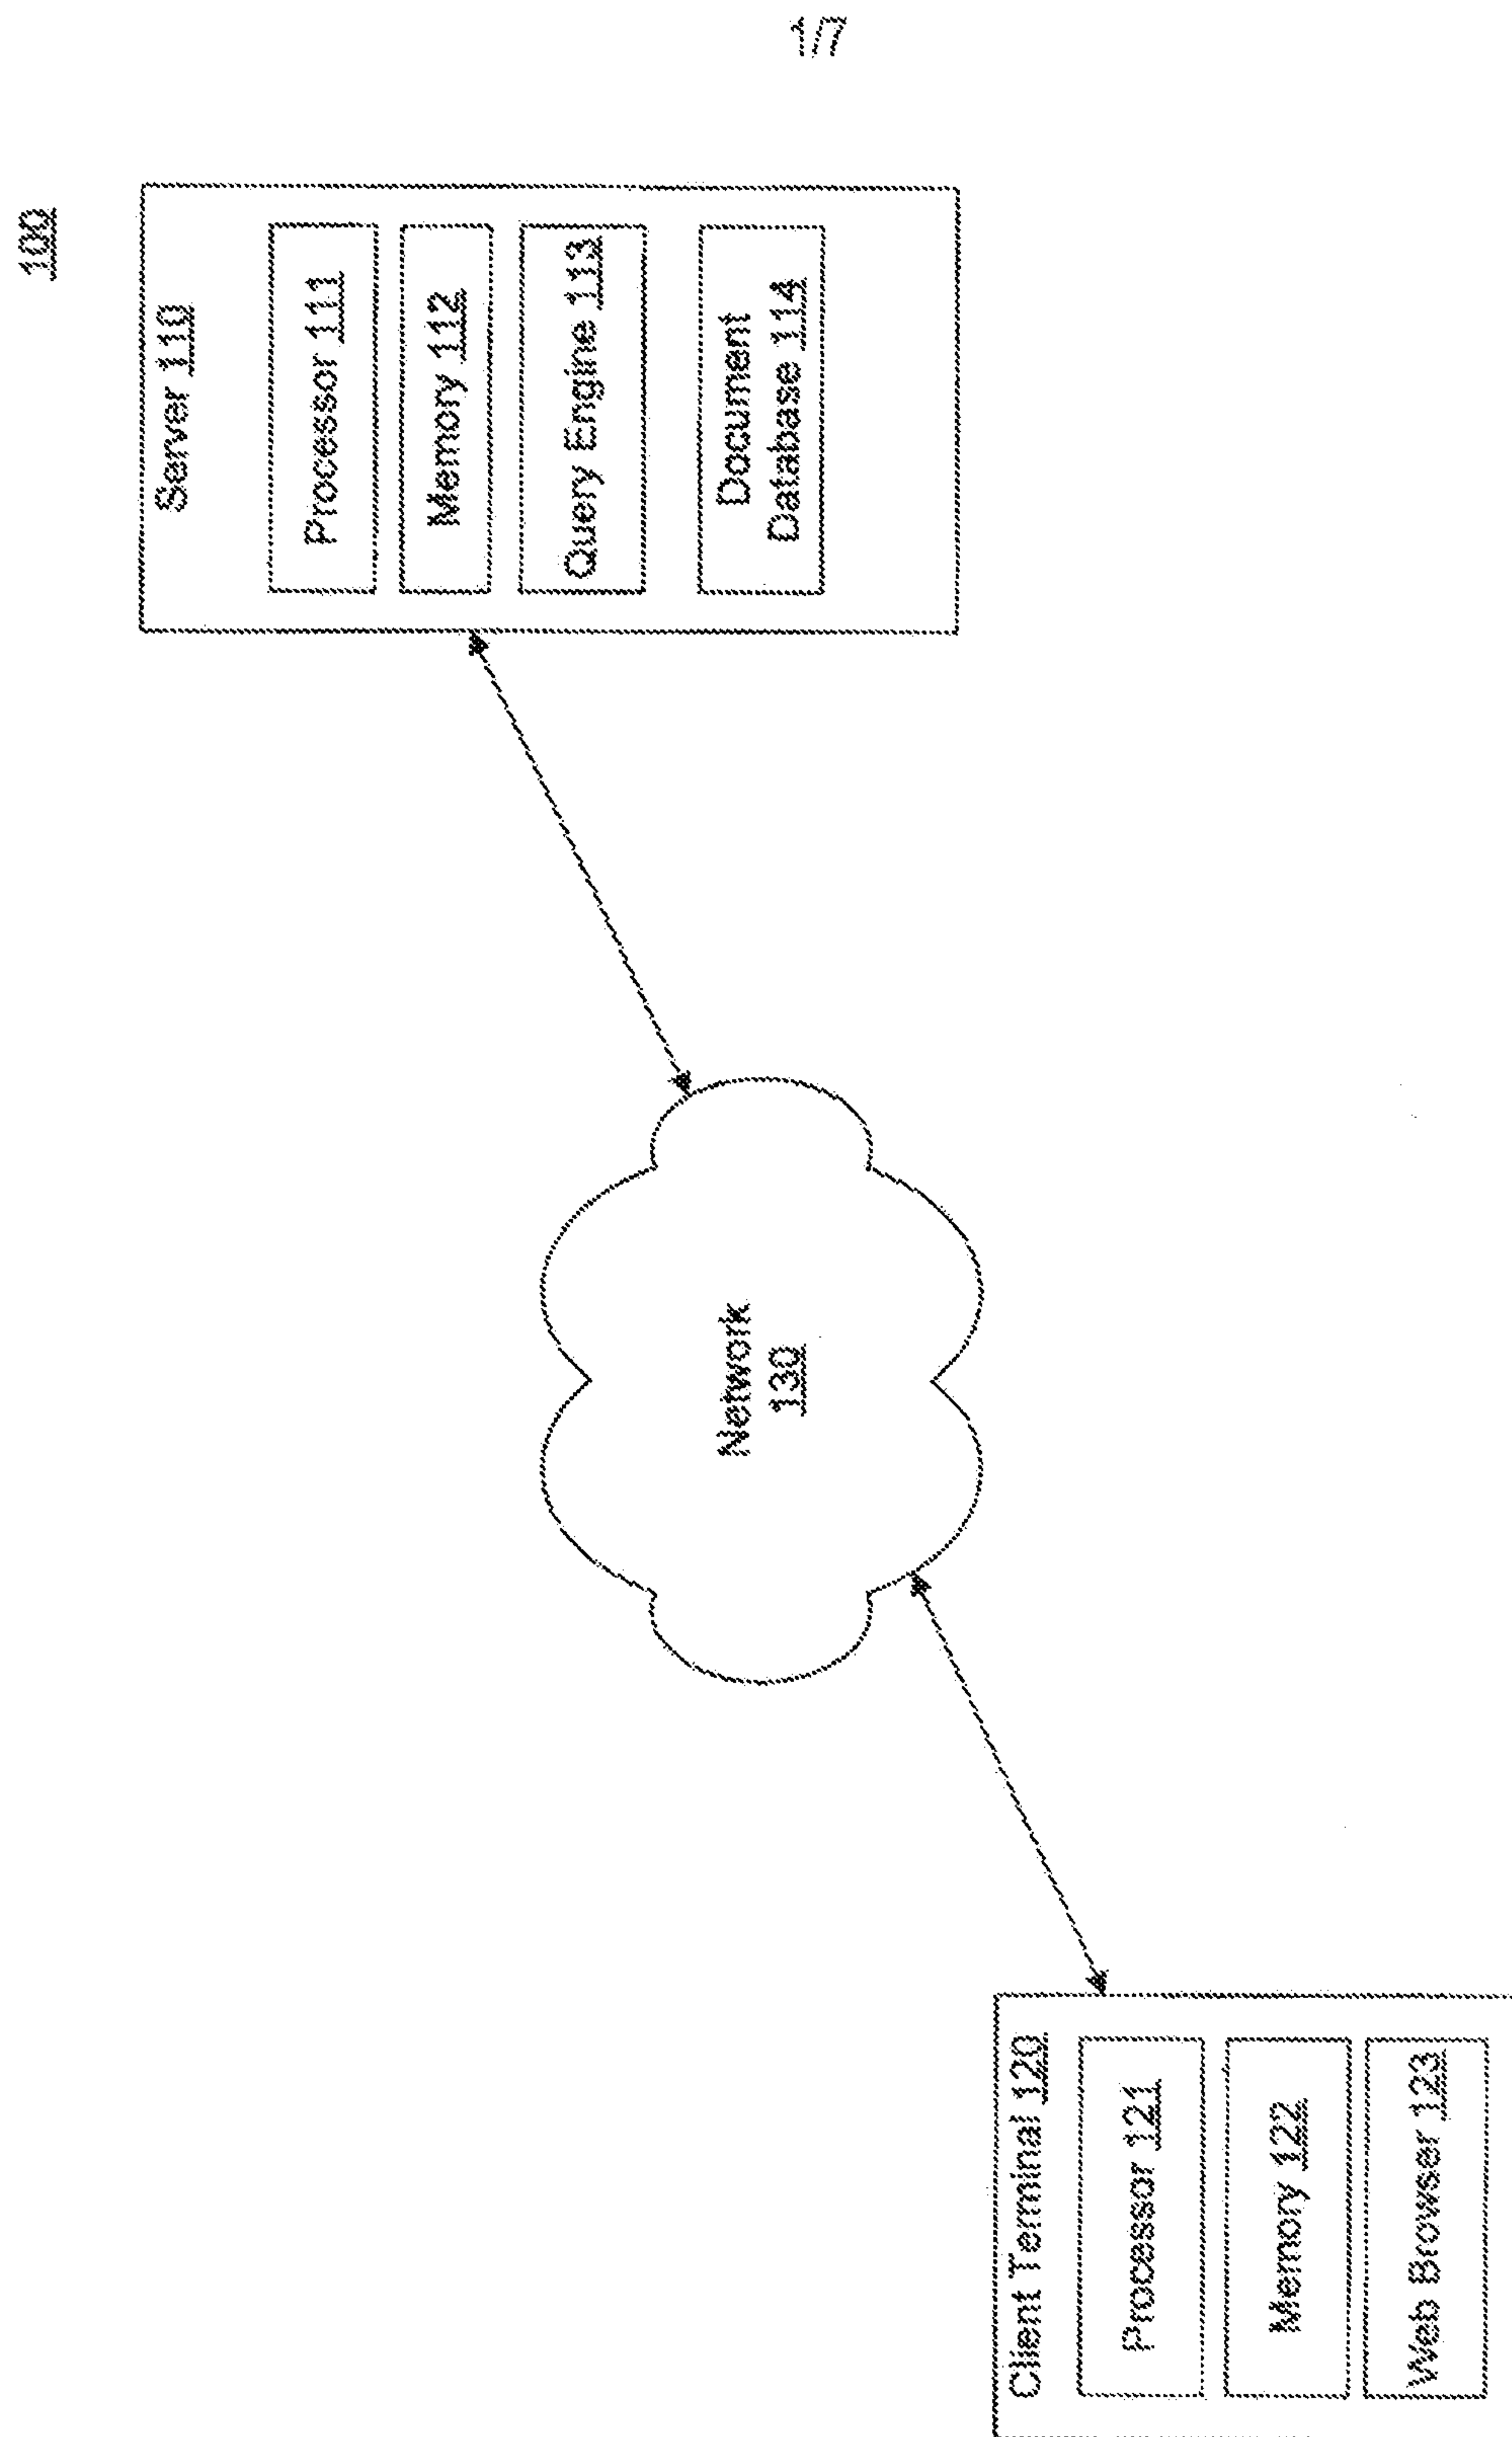 1/7
100
Server 110
Processor 111
Memory 112
Query Engine 113
Document
Database 114
Network
130
Client Terminal 120
Processor 121
Memory 122
Web Browser 123